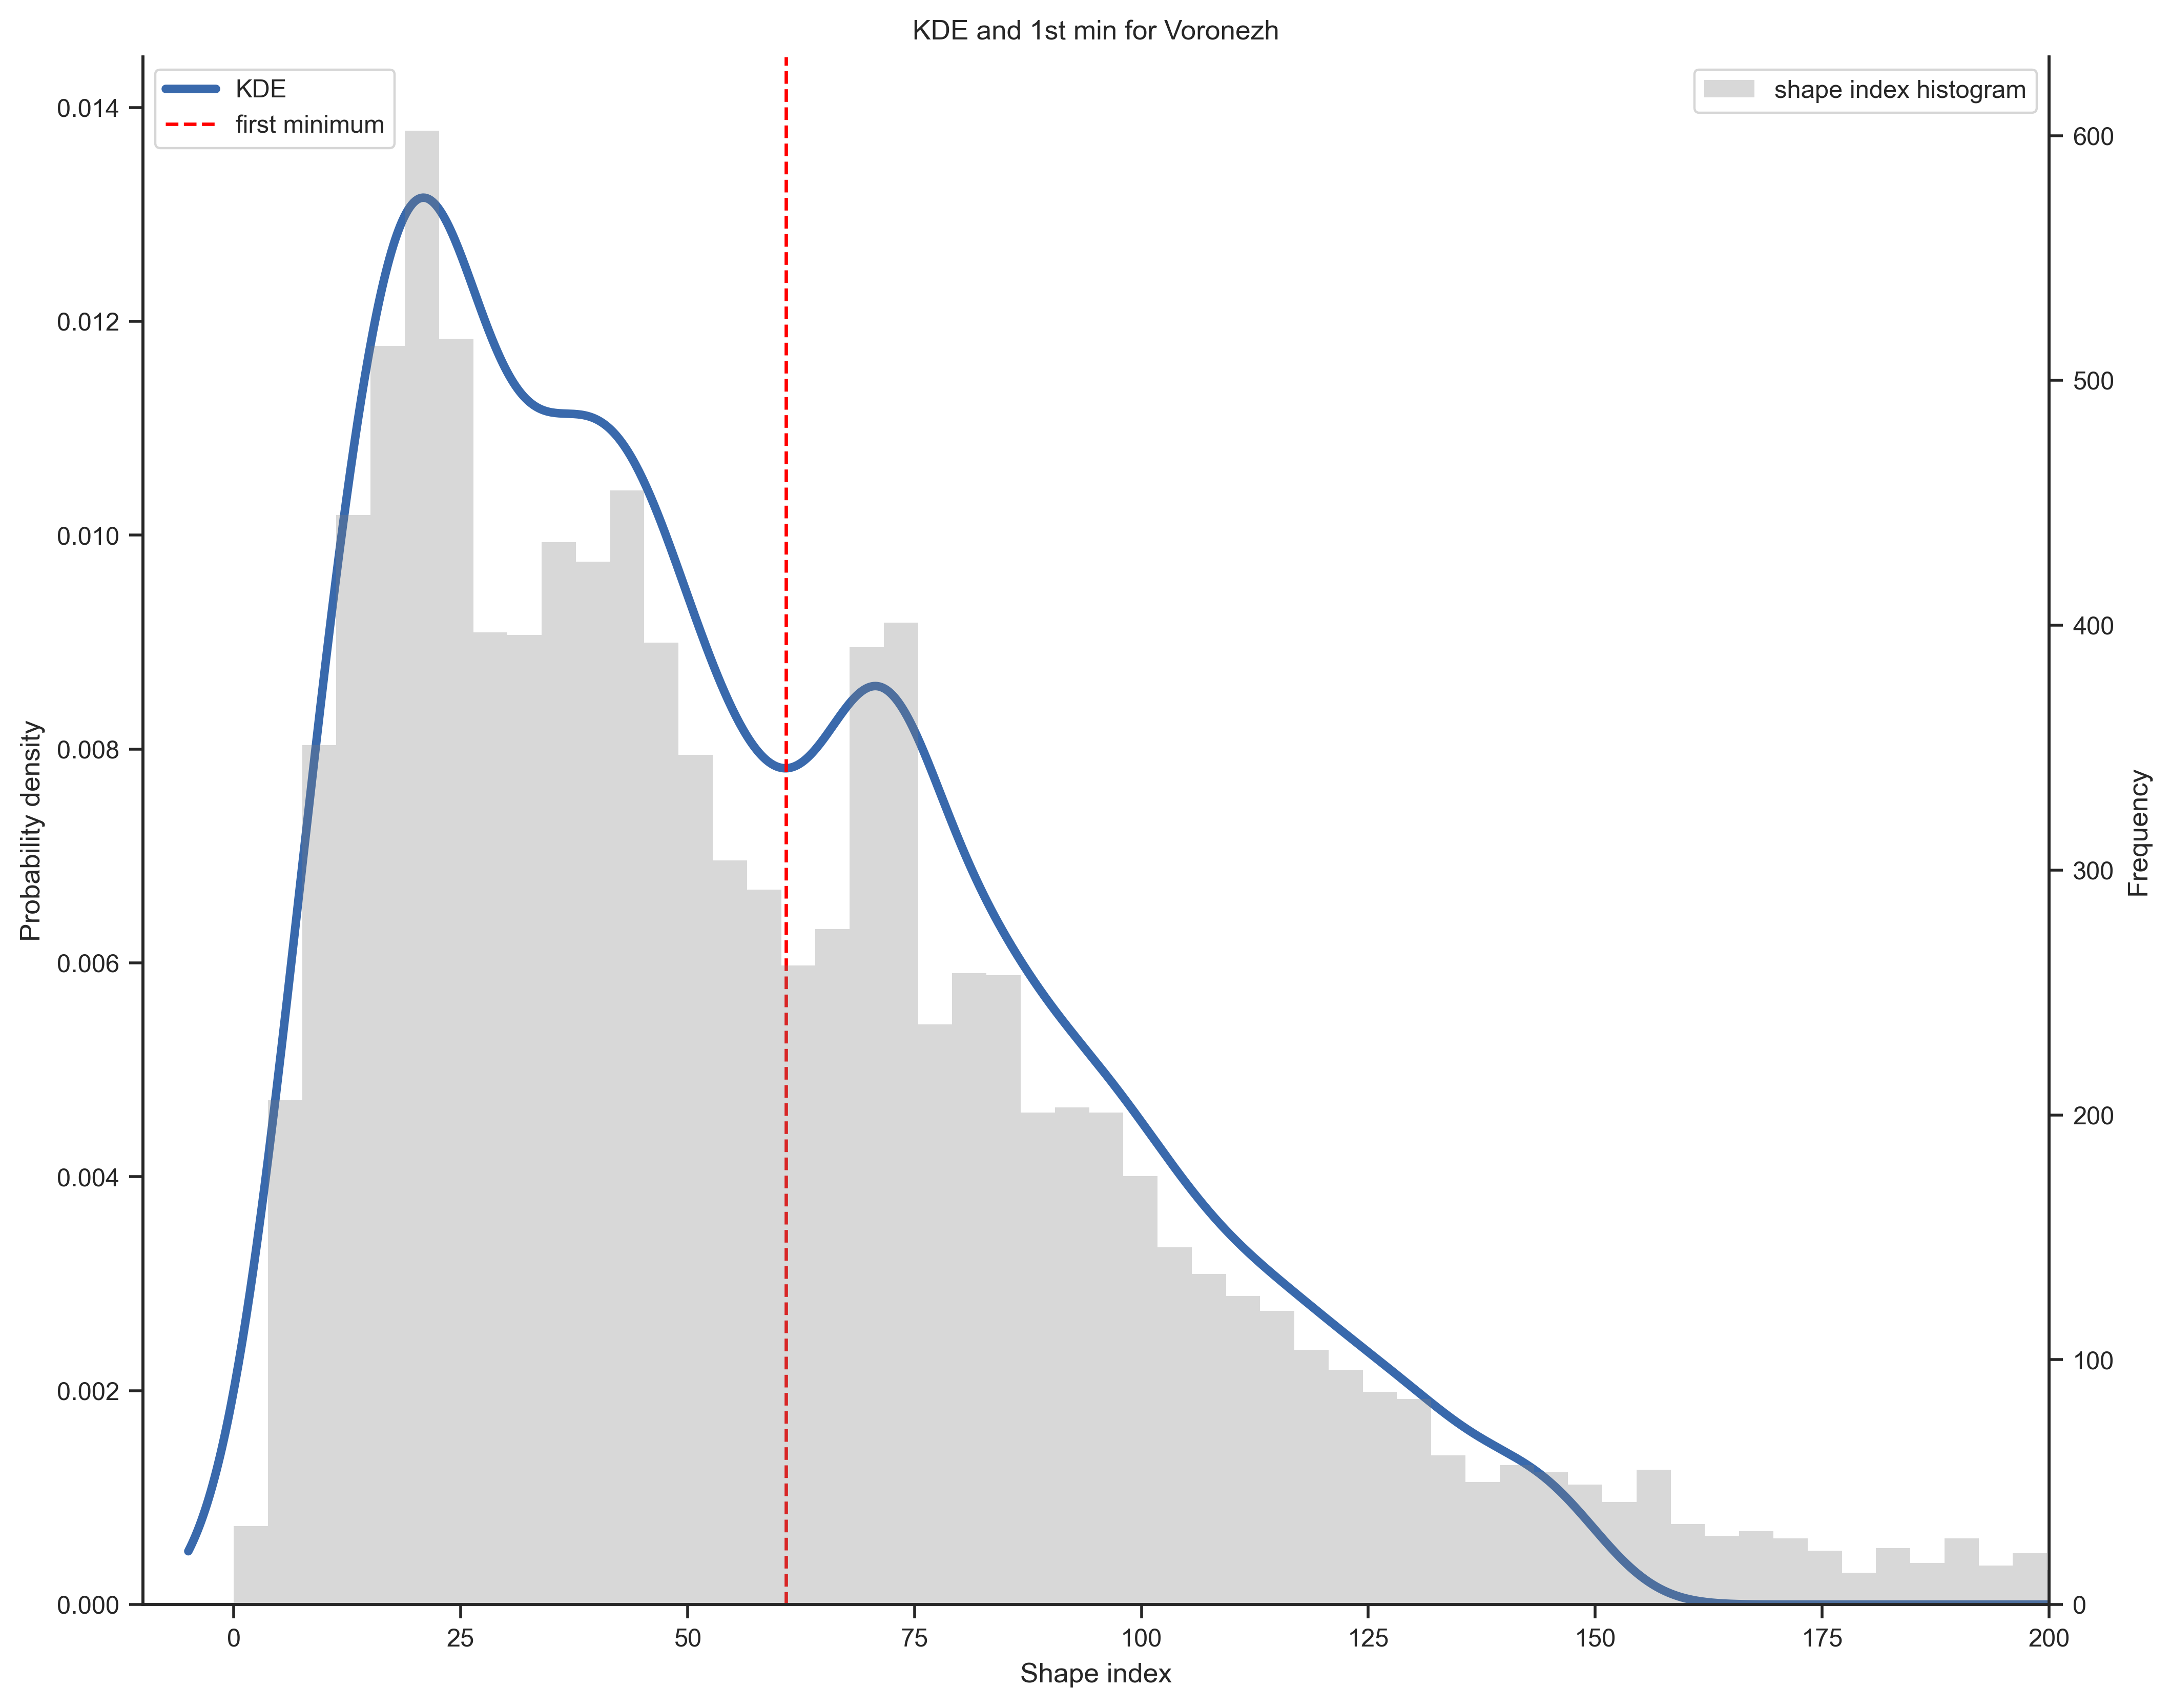 KDE and 1st min for Voronezh
KDE
first minimum
shape index histogram
Probability density
0.014
0.012
0.010
0.008
0.006
0.004
0.002
0.000
600
500
400
300
200
100
0
Frequency
0 25 50 75 100 125 150 175 200
Shape index